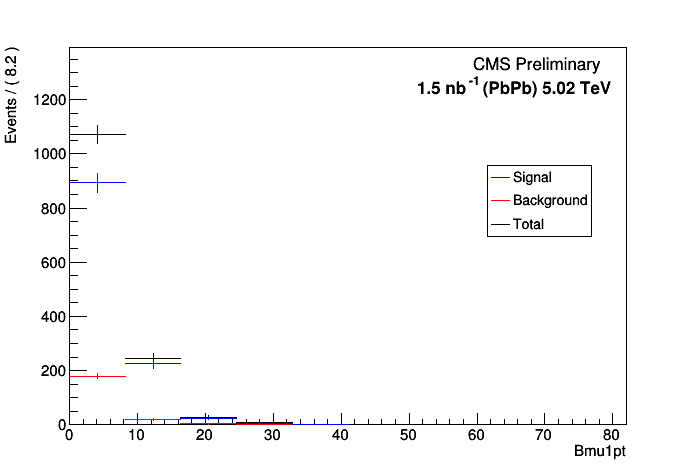 CMS Preliminary
1.5 nb⁻¹ (PbPb) 5.02 TeV
Events / ( 8.2 )
1200
1000
800
600
400
200
0
Signal
Background
Total
0 10 20 30 40 50 60 70 80
Bmu1pt